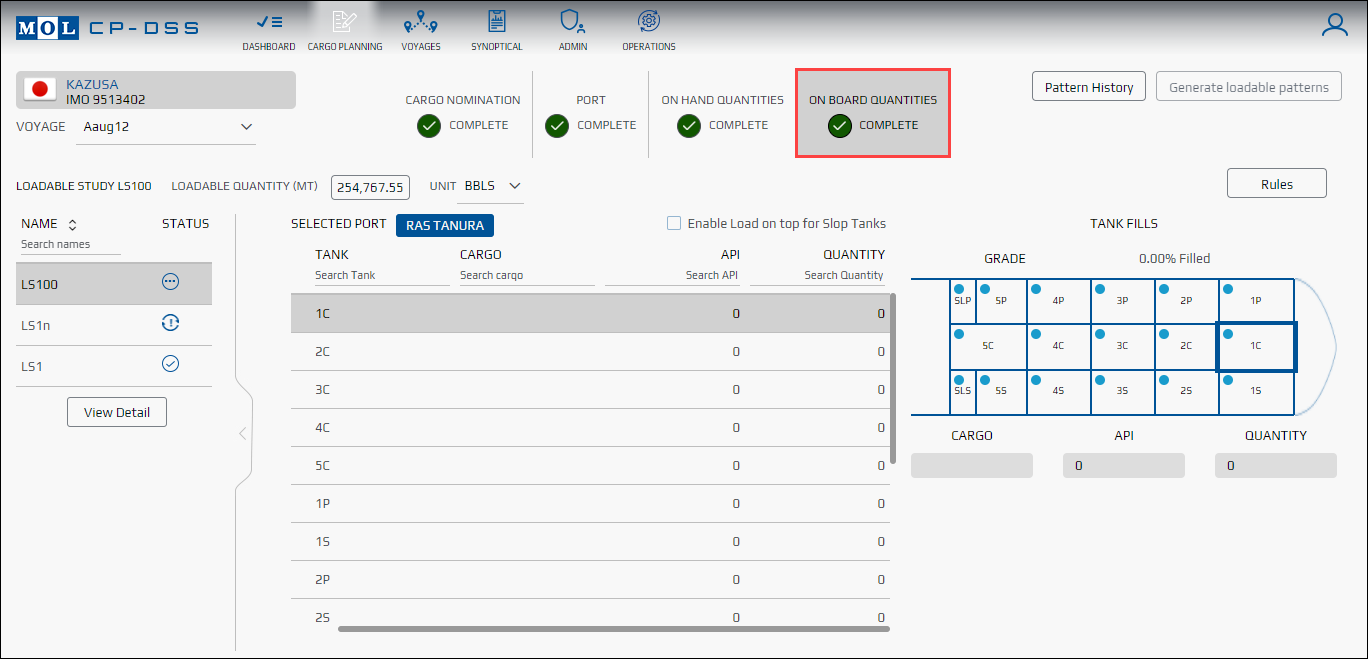 MOL CP-DSS
DASHBOARD CARGO PLANNING VOYAGES SYNOPTICAL ADMIN OPERATIONS
KAZUSA
IMO 9513402
VOYAGE Aaug12
CARGO NOMINATION
COMPLETE
PORT
COMPLETE
ON HAND QUANTITIES
COMPLETE
ON BOARD QUANTITIES
COMPLETE
Pattern History
Generate loadable patterns
LOADABLE STUDY LS100 LOADABLE QUANTITY (MT) 254,767.55 UNIT BBLS
Rules
NAME STATUS
Search names
LS100
LS1n
LS1
View Detail
SELECTED PORT RAS TANURA
Enable Load on top for Slop Tanks
TANK CARGO API QUANTITY
Search Tank Search cargo Search API Search Quantity
1C 0 0
2C 0 0
3C 0 0
4C 0 0
5C 0 0
1P 0 0
1S 0 0
2P 0 0
2S 0 0
TANK FILLS
GRADE 0.00% Filled
SLP 5P 4P 3P 2P 1P
5C 4C 3C 2C 1C
SLS 5S 4S 3S 2S 1S
CARGO API QUANTITY
0 0